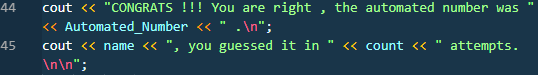 44 cout << "CONGRATS !!! You are right , the automated number was "
<< Automated_Number << " .\n";
45 cout << name << ", you guessed it in " << count << " attempts.
\n\n";